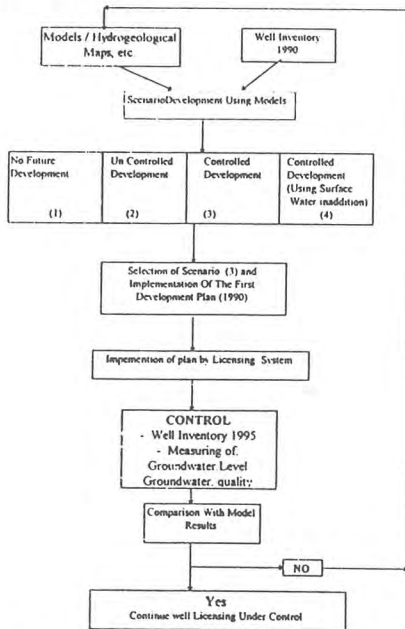 Models / Hydrogeological
Maps, etc
Well Inventory
1990
ScenarioDevelopment Using Models
No Future
Development
(1)
Un Controlled
Development
(2)
Controlled
Development
(3)
Controlled
Development
(Using Surface
Water inaddition)
(4)
Selection of Scenario (3) and
Implementation Of The First
Development Plan (1990)
Impemention of plan by Licensing System
CONTROL
- Well Inventory 1995
- Measuring of.
Groundwater Level
Groundwater. quality
Comparison With Model
Results
NO
Yes
Continue well Licensing Under Control